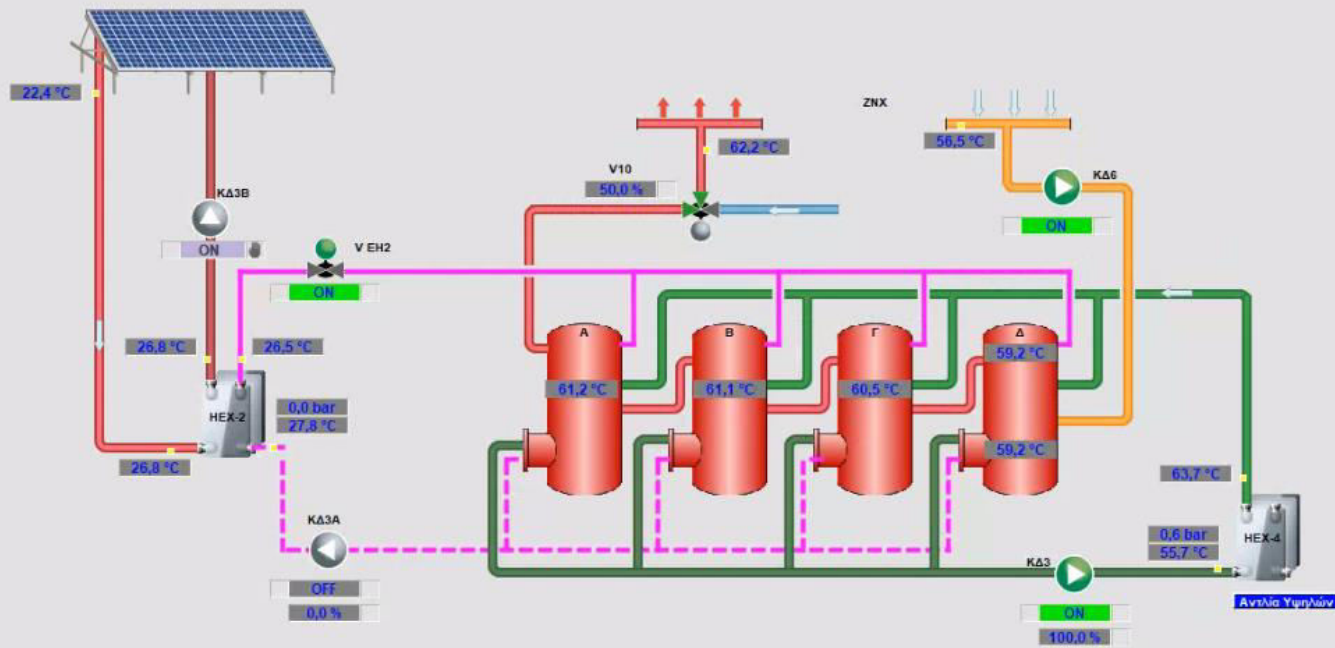 22,4 °C
ZNX
56,5 °C
62,2 °C
V10
50,0 %
ΚΔ3Β
ΚΔ6
ON
ON
V EH2
ON
Α
Β
Γ
Δ
26,8 °C
26,5 °C
59,2 °C
61,2 °C
61,1 °C
60,5 °C
HEX-2
0,0 bar
27,8 °C
59,2 °C
26,8 °C
63,7 °C
ΚΔ3Α
OFF
0,0 %
ΚΔ3
ON
100,0 %
0,6 bar
55,7 °C
HEX-4
Αντλία Υψηλών